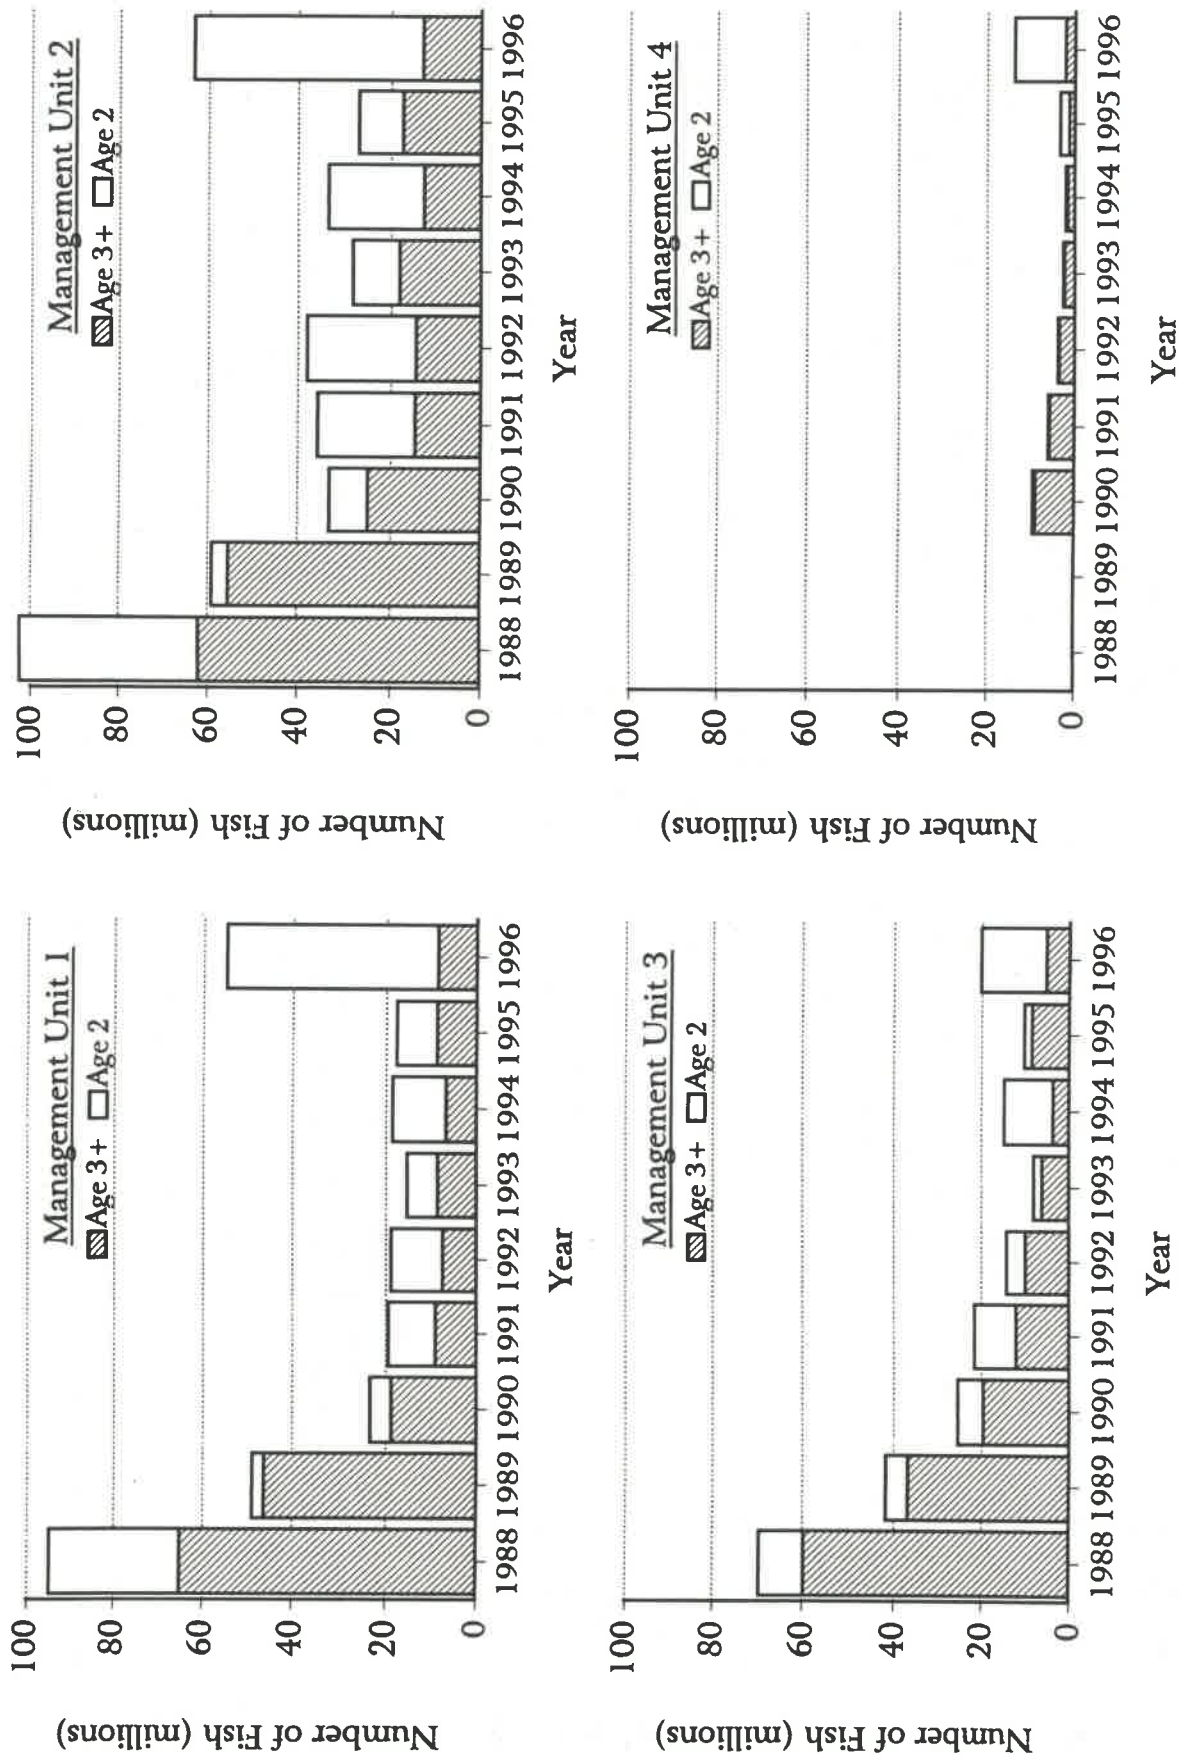 Management Unit 1
Age 3+ Age 2
Number of Fish (millions)
100
80
60
40
20
0
1988 1989 1990 1991 1992 1993 1994 1995 1996
Year
Management Unit 2
Age 3+ Age 2
Number of Fish (millions)
100
80
60
40
20
0
1988 1989 1990 1991 1992 1993 1994 1995 1996
Year
Management Unit 3
Age 3+ Age 2
Number of Fish (millions)
100
80
60
40
20
0
1988 1989 1990 1991 1992 1993 1994 1995 1996
Year
Management Unit 4
Age 3+ Age 2
Number of Fish (millions)
100
80
60
40
20
0
1988 1989 1990 1991 1992 1993 1994 1995 1996
Year